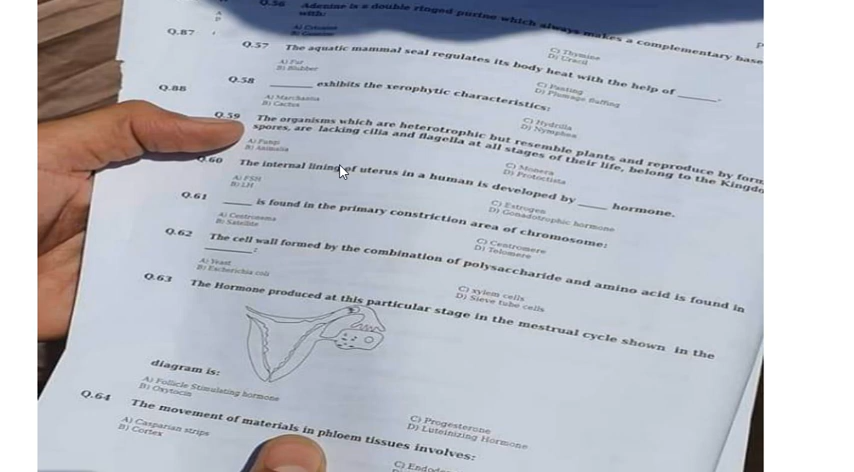 Q.56 Adenine is a double ringed purine which always makes a complementary base
with:
A) Cytosine
B) Guanine
C) Thymine
D) Uracil
Q.87
Q.57 The aquatic mammal seal regulates its body heat with the help of ______.
A) Fur
B) Blubber
C) Panting
D) Plumage fluffing
Q.88
Q.58 ______ exhibits the xerophytic characteristics:
A) Marchanna
B) Cactus
C) Hydrilla
D) Nymphea
Q.59 The organisms which are heterotrophic but resemble plants and reproduce by form
spores, are lacking cilia and flagella at all stages of their life, belong to the Kingdo
A) Fungi
B) Animalia
C) Monera
D) Protoctista
Q.60 The internal lining of uterus in a human is developed by ____ hormone.
A) FSH
B) LH
C) Estrogen
D) Gonadotrophic hormone
Q.61 ____ is found in the primary constriction area of chromosome:
A) Centrosema
B) Satellite
C) Centromere
D) Telomere
Q.62 The cell wall formed by the combination of polysaccharide and amino acid is found in
______:
A) Yeast
B) Escherichia coli
C) xylem cells
D) Sieve tube cells
Q.63 The Hormone produced at this particular stage in the mestrual cycle shown in the
diagram is:
A) Follicle Stimulating hormone
B) Oxytocin
C) Progesterone
D) Luteinizing Hormone
Q.64 The movement of materials in phloem tissues involves:
A) Casparian strips
B) Cortex